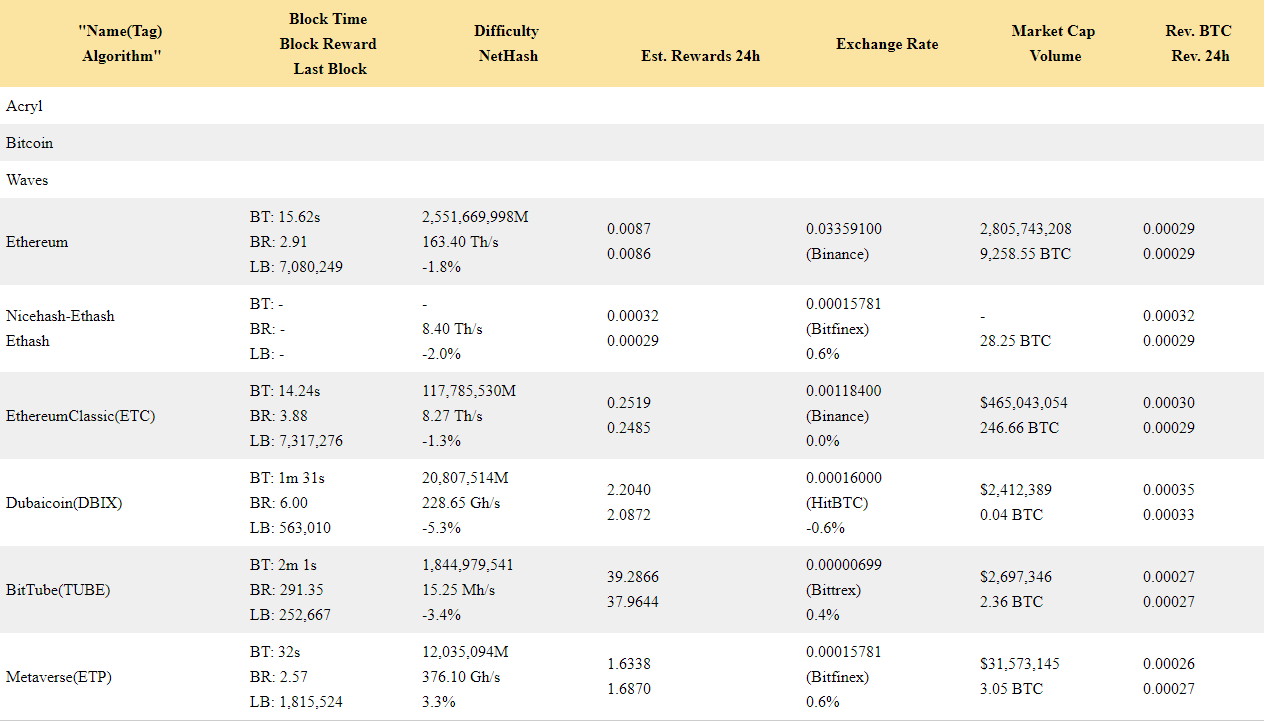 "Name(Tag)
Algorithm"
Block Time
Block Reward
Last Block
Difficulty
NetHash
Est. Rewards 24h
Exchange Rate
Market Cap
Volume
Rev. BTC
Rev. 24h
Acryl
Bitcoin
Waves
Ethereum
BT: 15.62s
BR: 2.91
LB: 7,080,249
2,551,669,998M
163.40 Th/s
-1.8%
0.0087
0.0086
0.03359100
(Binance)
2,805,743,208
9,258.55 BTC
0.00029
0.00029
Nicehash-Ethash
Ethash
BT: -
BR: -
LB: -
-
8.40 Th/s
-2.0%
0.00032
0.00029
0.00015781
(Bitfinex)
0.6%
-
28.25 BTC
0.00032
0.00029
EthereumClassic(ETC)
BT: 14.24s
BR: 3.88
LB: 7,317,276
117,785,530M
8.27 Th/s
-1.3%
0.2519
0.2485
0.00118400
(Binance)
0.0%
$465,043,054
246.66 BTC
0.00030
0.00029
Dubaicoin(DBIX)
BT: 1m 31s
BR: 6.00
LB: 563,010
20,807,514M
228.65 Gh/s
-5.3%
2.2040
2.0872
0.00016000
(HitBTC)
-0.6%
$2,412,389
0.04 BTC
0.00035
0.00033
BitTube(TUBE)
BT: 2m 1s
BR: 291.35
LB: 252,667
1,844,979,541
15.25 Mh/s
-3.4%
39.2866
37.9644
0.00000699
(Bittrex)
0.4%
$2,697,346
2.36 BTC
0.00027
0.00027
Metaverse(ETP)
BT: 32s
BR: 2.57
LB: 1,815,524
12,035,094M
376.10 Gh/s
3.3%
1.6338
1.6870
0.00015781
(Bitfinex)
0.6%
$31,573,145
3.05 BTC
0.00026
0.00027